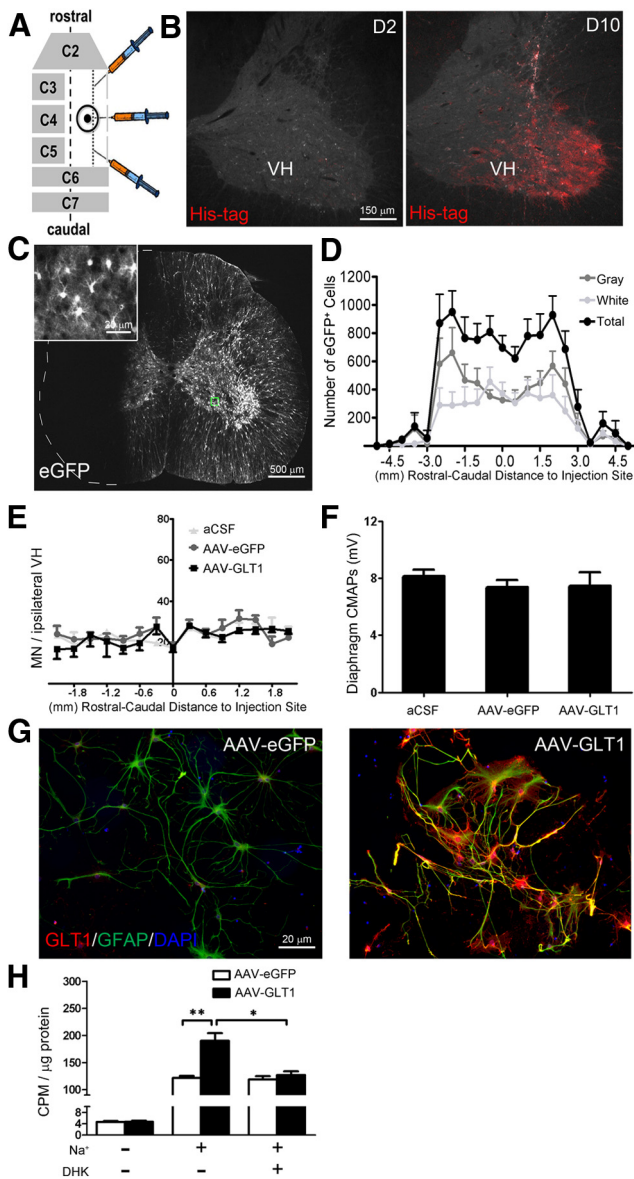 A
rostral
C2
C3
C4
C5
C6
C7
caudal
B
D2
VH
His-tag
150 µm
D10
VH
His-tag
C
20 µm
eGFP
500 µm
D
Number of eGFP⁺ Cells
1200
1000
800
600
400
200
0
Gray
White
Total
-4.5 -3.0 -1.5 0.0 1.5 3.0 4.5
(mm) Rostral-Caudal Distance to Injection Site
E
MN / ipsilateral VH
80
60
40
20
aCSF
AAV-eGFP
AAV-GLT1
-1.8 -1.2 -0.6 0 0.6 1.2 1.8
(mm) Rostral-Caudal Distance to Injection Site
F
Diaphragm CMAPs (mV)
12
8
4
0
aCSF AAV-eGFP AAV-GLT1
G
AAV-eGFP
GLT1/GFAP/DAPI
20 µm
AAV-GLT1
H
CPM / µg protein
300
250
200
150
100
8
4
0
AAV-eGFP
AAV-GLT1
** *
Na⁺ - + +
DHK - - +